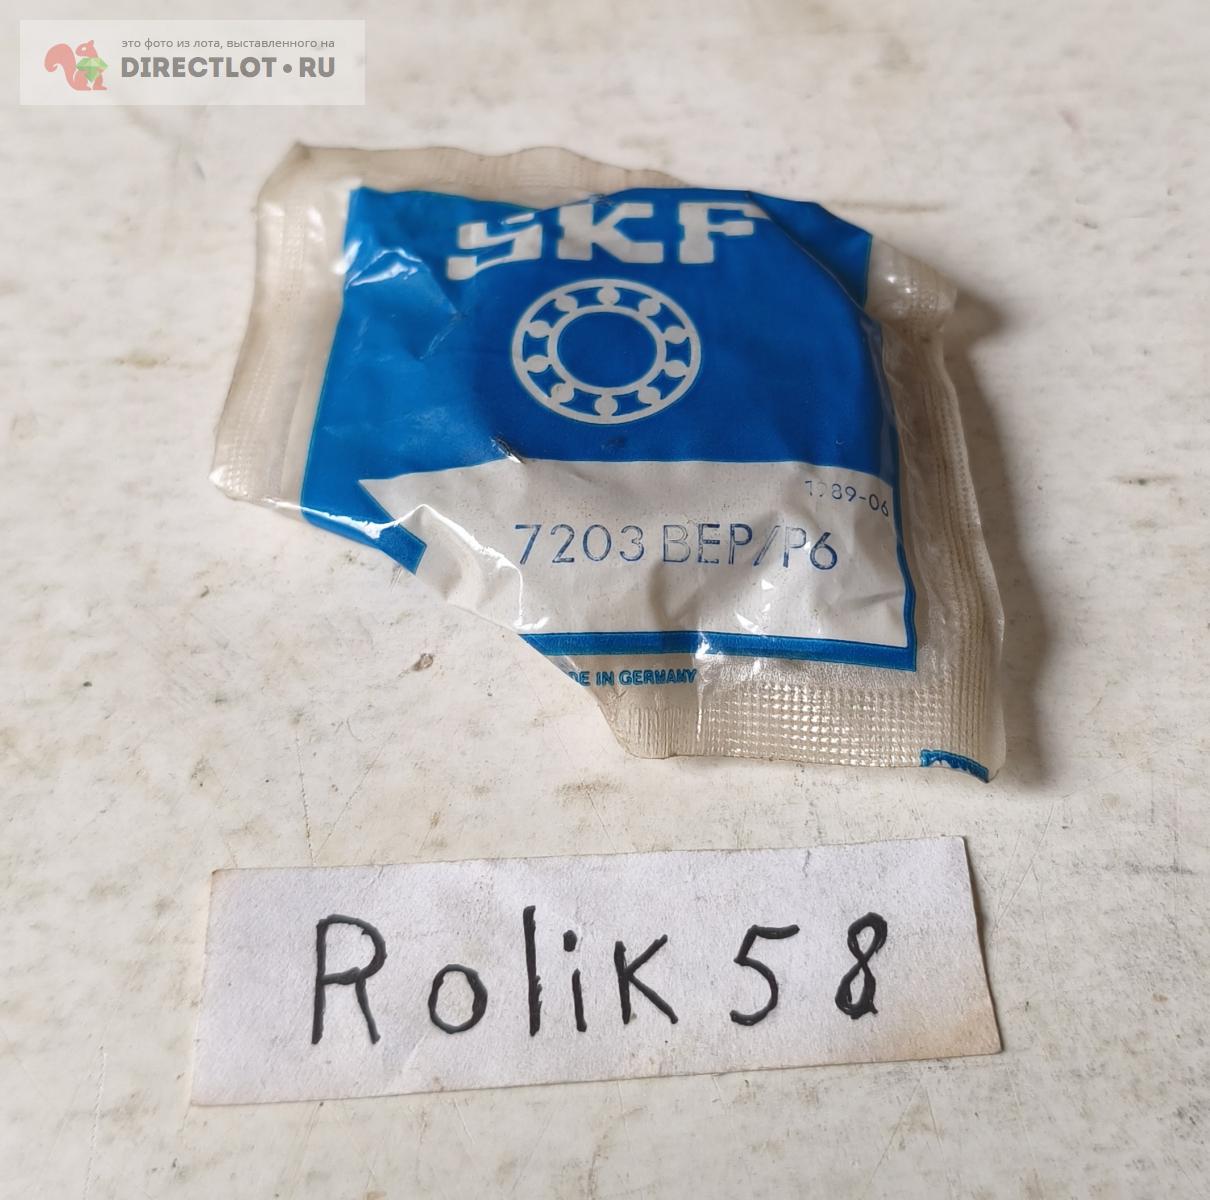 это фото из лота, выставленного на
DIRECTLOT•RU
SKF
1989-06
7203 BEP/P6
DE IN GERMANY
Rolik 58